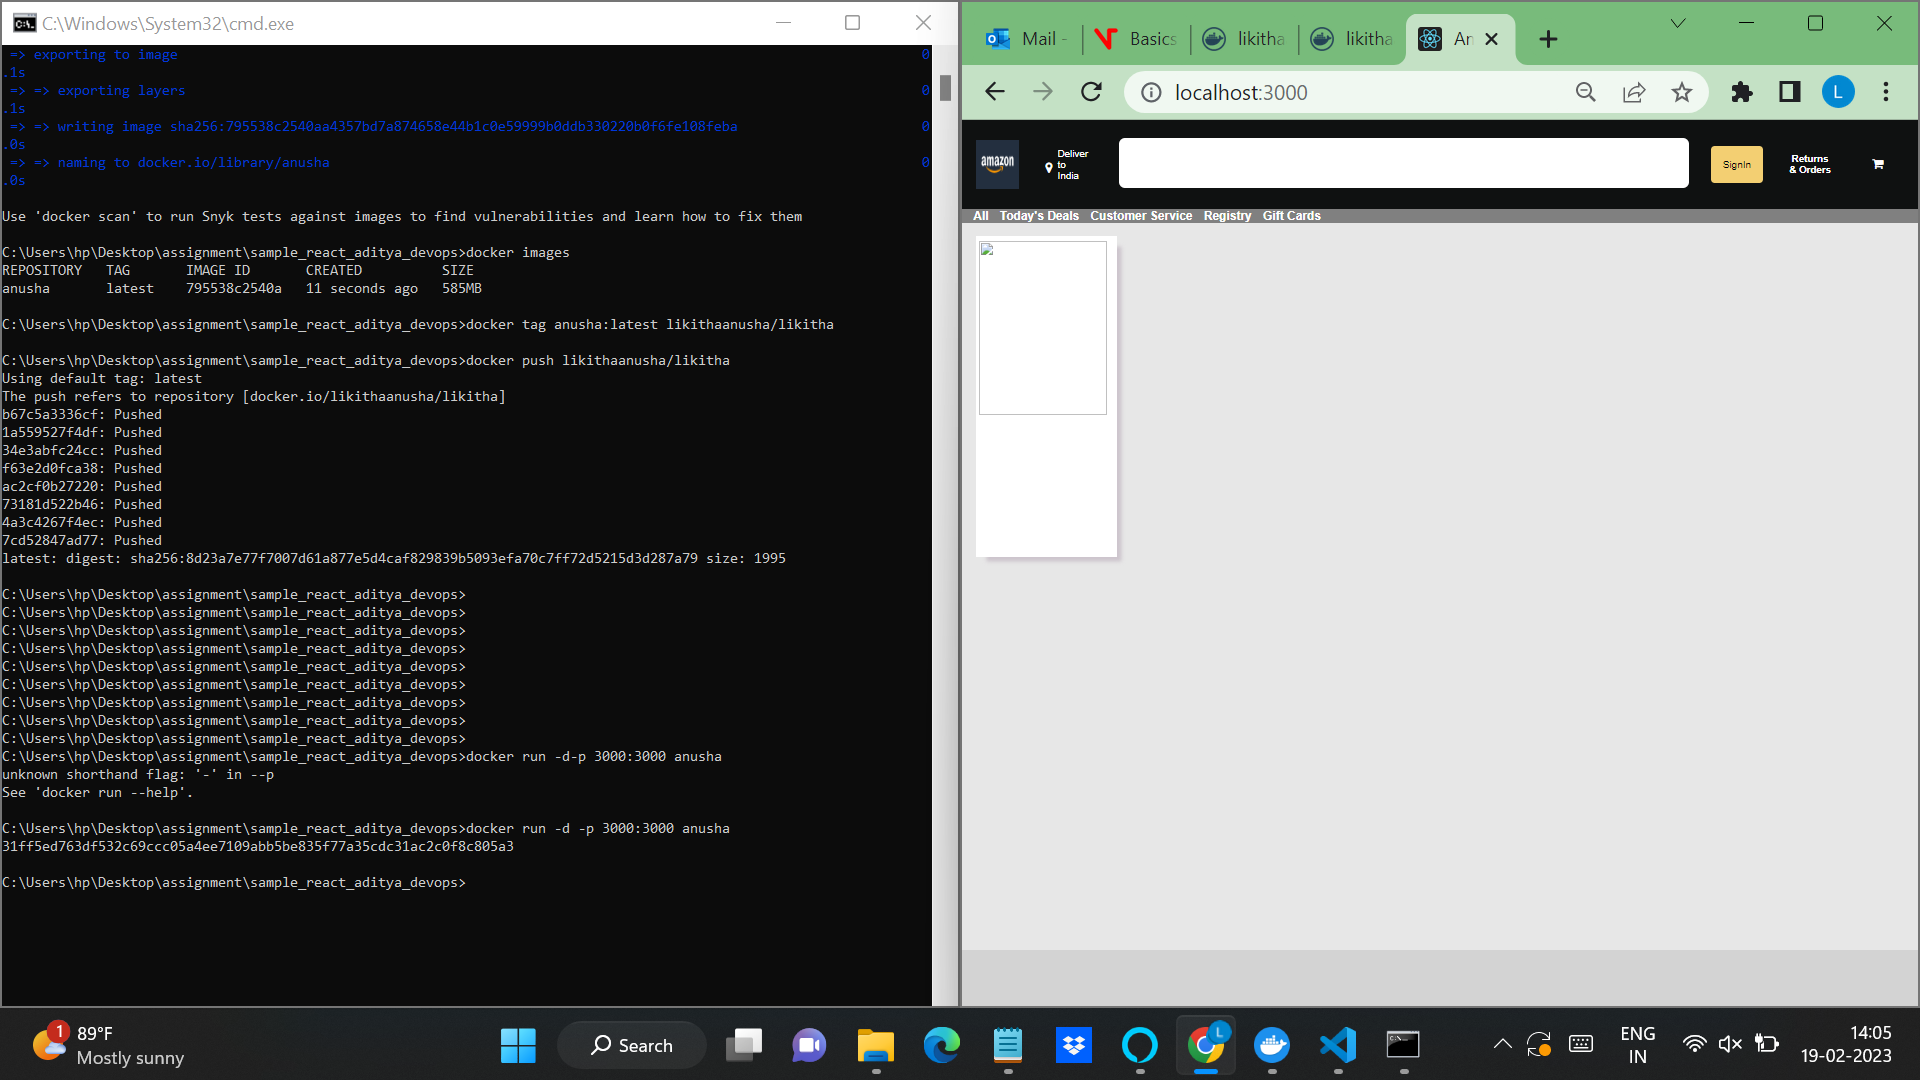 C:\Windows\System32\cmd.exe
=> exporting to image 0
.1s
=> => exporting layers 0
.1s
=> => writing image sha256:795538c2540aa4357bd7a874658e44b1c0e59999b0ddb330220b0f6fe108feba 0
.0s
=> => naming to docker.io/library/anusha 0
.0s
Use 'docker scan' to run Snyk tests against images to find vulnerabilities and learn how to fix them
C:\Users\hp\Desktop\assignment\sample_react_aditya_devops>docker images
REPOSITORY TAG IMAGE ID CREATED SIZE
anusha latest 795538c2540a 11 seconds ago 585MB
C:\Users\hp\Desktop\assignment\sample_react_aditya_devops>docker tag anusha:latest likithaanusha/likitha
C:\Users\hp\Desktop\assignment\sample_react_aditya_devops>docker push likithaanusha/likitha
Using default tag: latest
The push refers to repository [docker.io/likithaanusha/likitha]
b67c5a3336cf: Pushed
1a559527f4df: Pushed
34e3abfc24cc: Pushed
f63e2d0fca38: Pushed
ac2cf0b27220: Pushed
73181d522b46: Pushed
4a3c4267f4ec: Pushed
7cd52847ad77: Pushed
latest: digest: sha256:8d23a7e77f7007d61a877e5d4caf829839b5093efa70c7ff72d5215d3d287a79 size: 1995
C:\Users\hp\Desktop\assignment\sample_react_aditya_devops>
C:\Users\hp\Desktop\assignment\sample_react_aditya_devops>
C:\Users\hp\Desktop\assignment\sample_react_aditya_devops>
C:\Users\hp\Desktop\assignment\sample_react_aditya_devops>
C:\Users\hp\Desktop\assignment\sample_react_aditya_devops>
C:\Users\hp\Desktop\assignment\sample_react_aditya_devops>
C:\Users\hp\Desktop\assignment\sample_react_aditya_devops>
C:\Users\hp\Desktop\assignment\sample_react_aditya_devops>
C:\Users\hp\Desktop\assignment\sample_react_aditya_devops>
C:\Users\hp\Desktop\assignment\sample_react_aditya_devops>docker run -d-p 3000:3000 anusha
unknown shorthand flag: '-' in --p
See 'docker run --help'.
C:\Users\hp\Desktop\assignment\sample_react_aditya_devops>docker run -d -p 3000:3000 anusha
31ff5ed763df532c69ccc05a4ee7109abb5be835f77a35cdc31ac2c0f8c805a3
C:\Users\hp\Desktop\assignment\sample_react_aditya_devops>
Mail - Basics likitha likitha An
localhost:3000
L
amazon
Deliver
to
India
SignIn
Returns
& Orders
All Today's Deals Customer Service Registry Gift Cards
1
89°F
Mostly sunny
Search
L
ENG
IN
14:05
19-02-2023